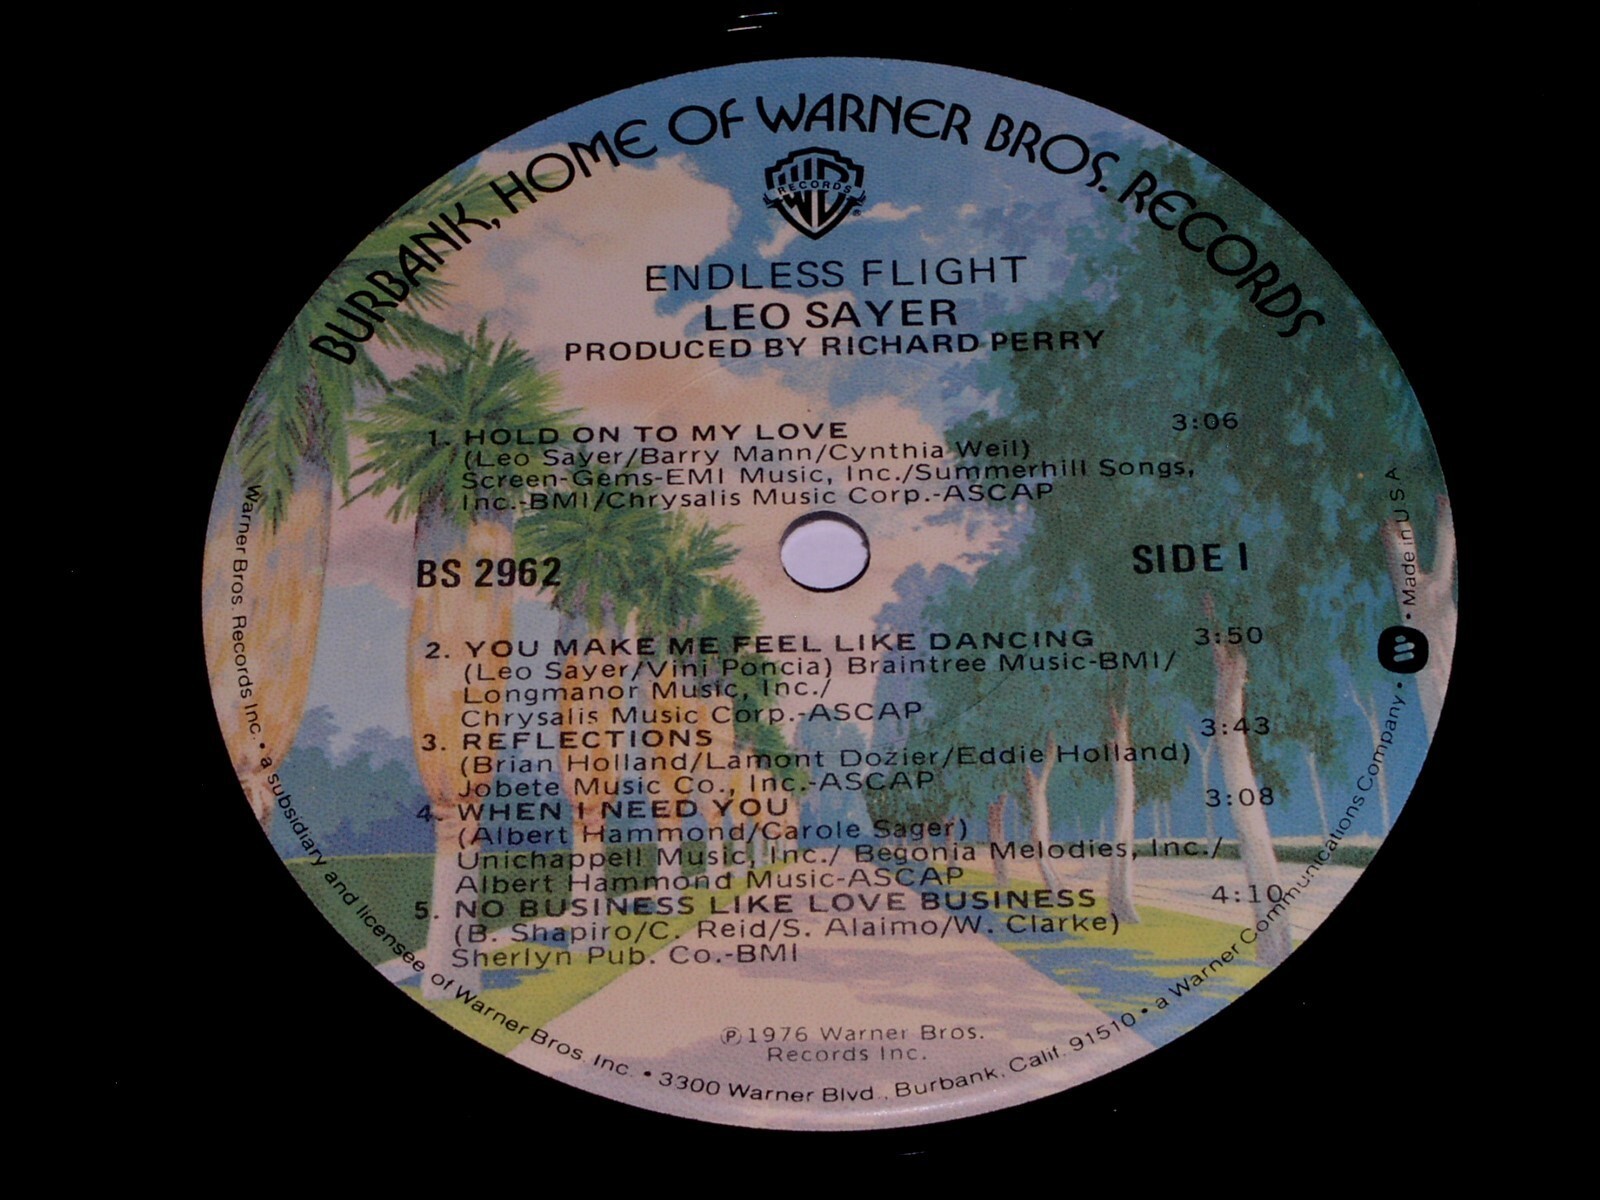 BURBANK, HOME OF WARNER BROS. RECORDS
WB
RECORDS
®
ENDLESS FLIGHT
LEO SAYER
PRODUCED BY RICHARD PERRY
1. HOLD ON TO MY LOVE 3:06
(Leo Sayer/Barry Mann/Cynthia Weil)
Screen-Gems-EMI Music, Inc./Summerhill Songs,
Inc.-BMI/Chrysalis Music Corp.-ASCAP
BS 2962
SIDE I
2. YOU MAKE ME FEEL LIKE DANCING 3:50
(Leo Sayer/Vini Poncia) Braintree Music-BMI/
Longmanor Music, Inc./
Chrysalis Music Corp.-ASCAP
3. REFLECTIONS 3:43
(Brian Holland/Lamont Dozier/Eddie Holland)
Jobete Music Co., Inc.-ASCAP
4. WHEN I NEED YOU 3:08
(Albert Hammond/Carole Sager)
Unichappell Music, Inc./ Begonia Melodies, Inc./
Albert Hammond Music-ASCAP
5. NO BUSINESS LIKE LOVE BUSINESS 4:10
(B. Shapiro/C. Reid/S. Alaimo/W. Clarke)
Sherlyn Pub. Co.-BMI
℗1976 Warner Bros.
Records Inc.
Warner Bros. Records Inc. • a subsidiary and licensee of Warner Bros. Inc. • 3300 Warner Blvd., Burbank, Calif. 91510 • a Warner Communications Company • W • Made in U S A